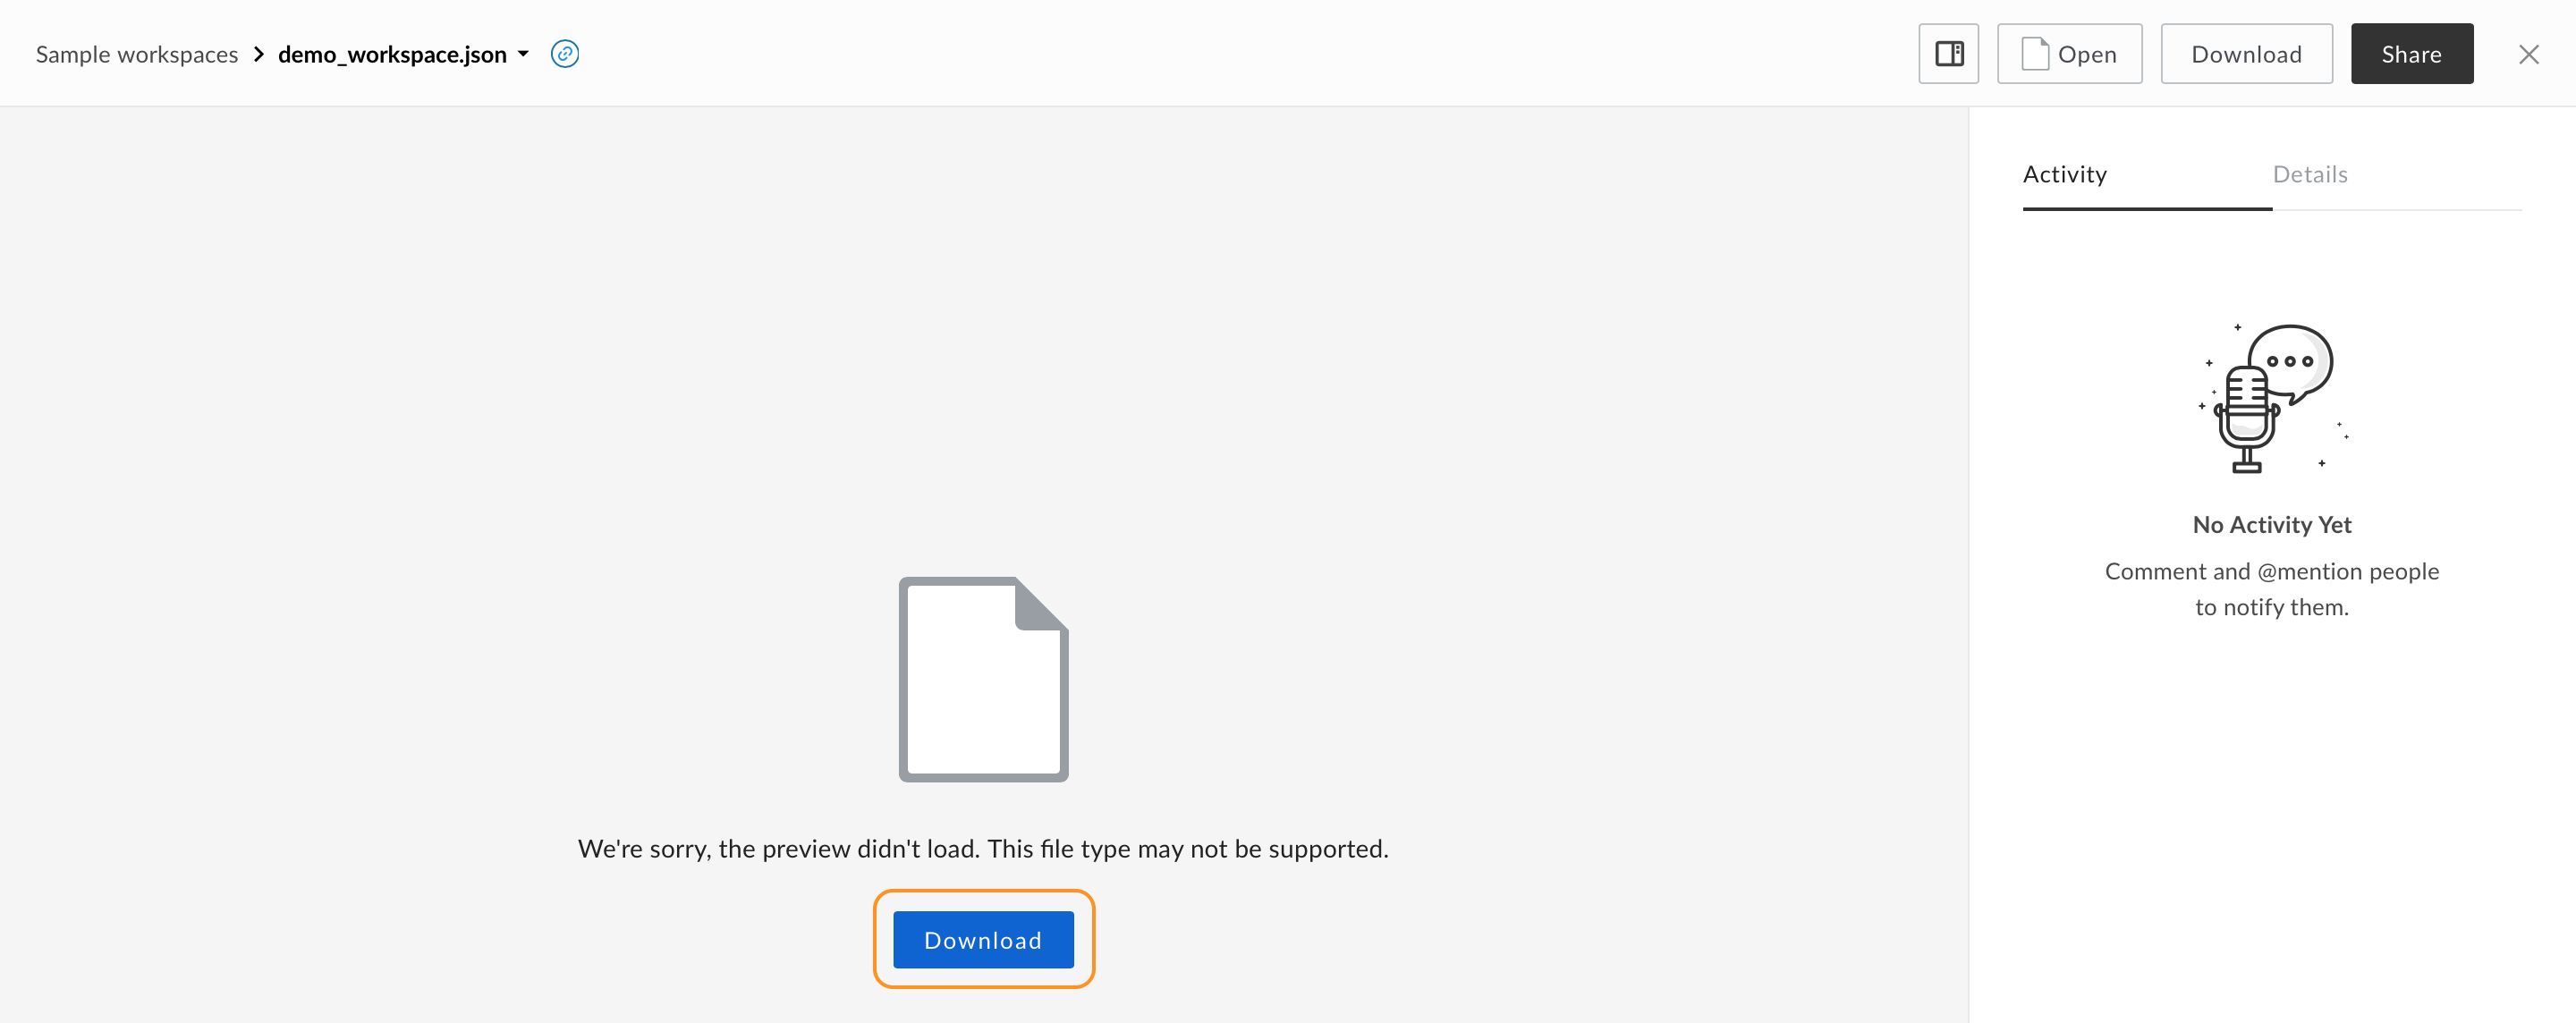 Sample workspaces > demo_workspace.json
Open
Download
Share
Activity
Details
No Activity Yet
Comment and @mention people
to notify them.
We're sorry, the preview didn't load. This file type may not be supported.
Download